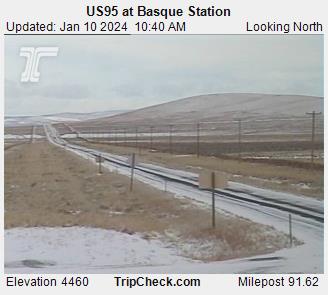 US95 at Basque Station
Updated: Jan 10 2024 10:40 AM Looking North
Elevation 4460 TripCheck.com Milepost 91.62